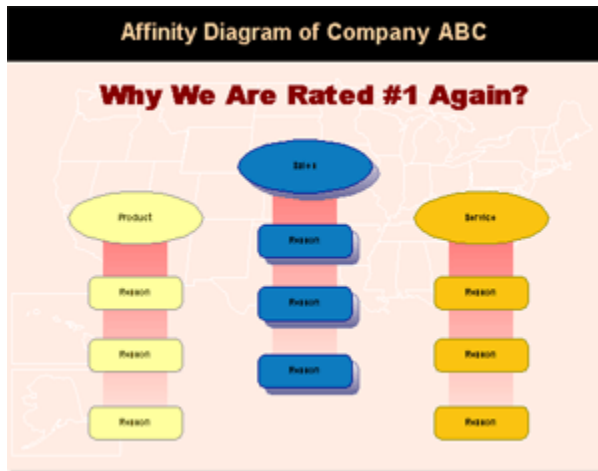 Affinity Diagram of Company ABC
Why We Are Rated #1 Again?
Sales
Product
Service
Reason
Reason
Reason
Reason
Reason
Reason
Reason
Reason
Reason